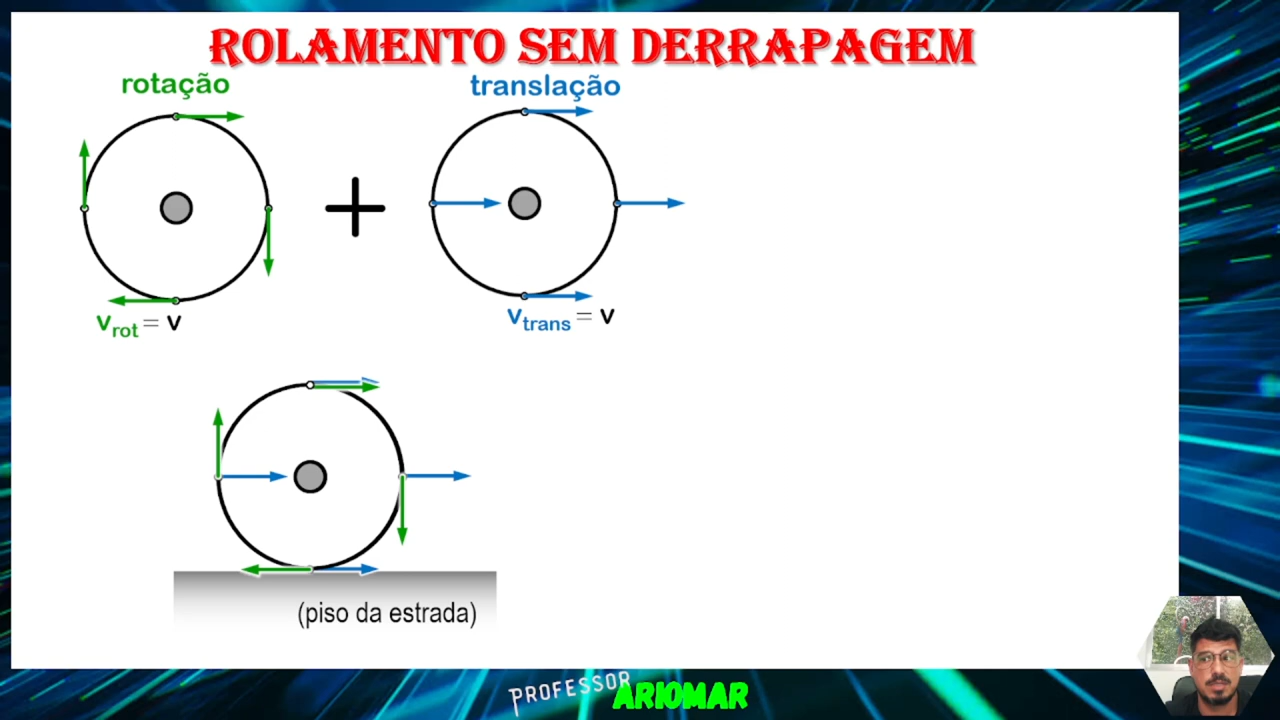 ROLAMENTO SEM DERRAPAGEM
rotação
translação
v_rot = v
v_trans = v
(piso da estrada)
PROFESSOR ARIOMAR